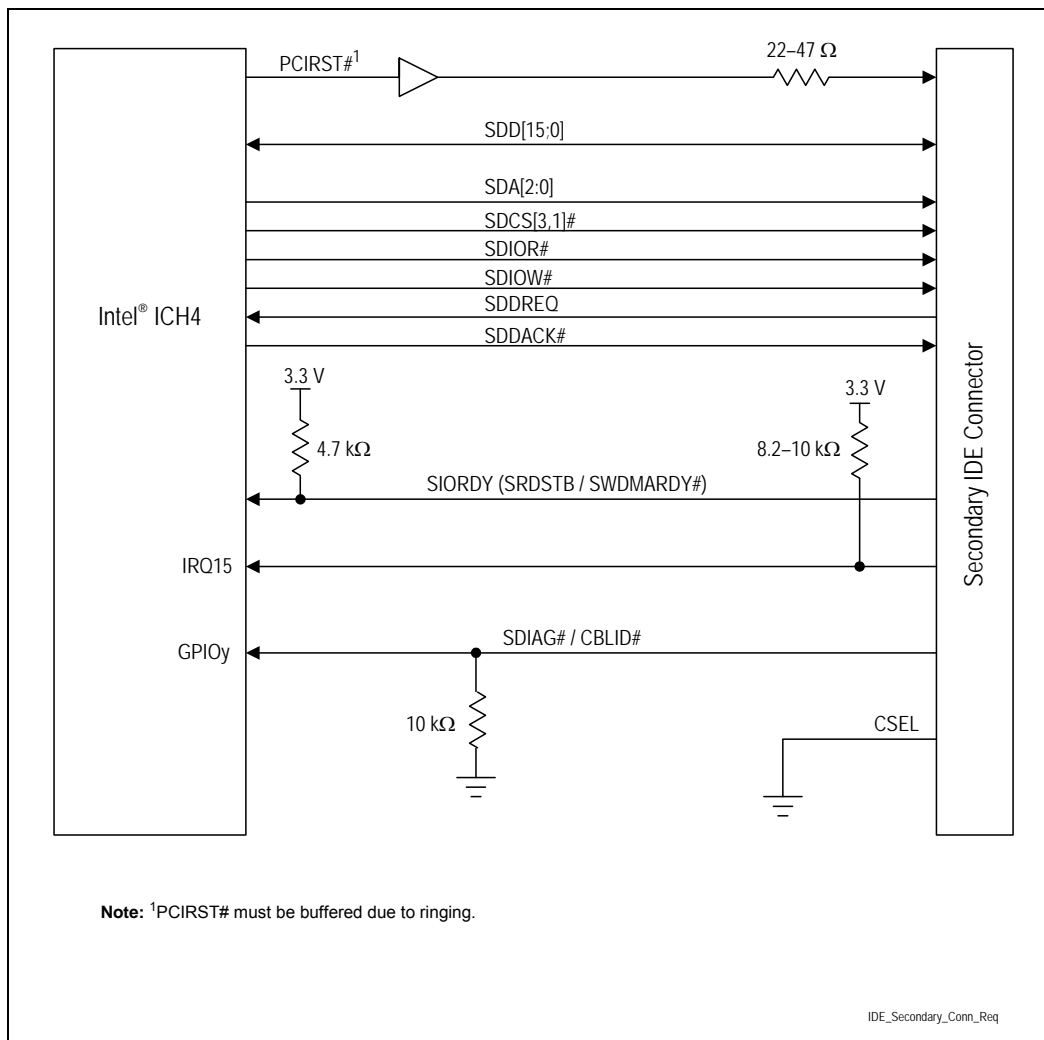 PCIRST#¹
22–47 Ω
SDD[15;0]
SDA[2:0]
SDCS[3,1]#
SDIOR#
SDIOW#
SDDREQ
SDDACK#
Intel® ICH4
Secondary IDE Connector
3.3 V
4.7 kΩ
3.3 V
8.2–10 kΩ
SIORDY (SRDSTB / SWDMARDY#)
IRQ15
GPIOy
SDIAG# / CBLID#
10 kΩ
CSEL
Note: ¹PCIRST# must be buffered due to ringing.
IDE_Secondary_Conn_Req